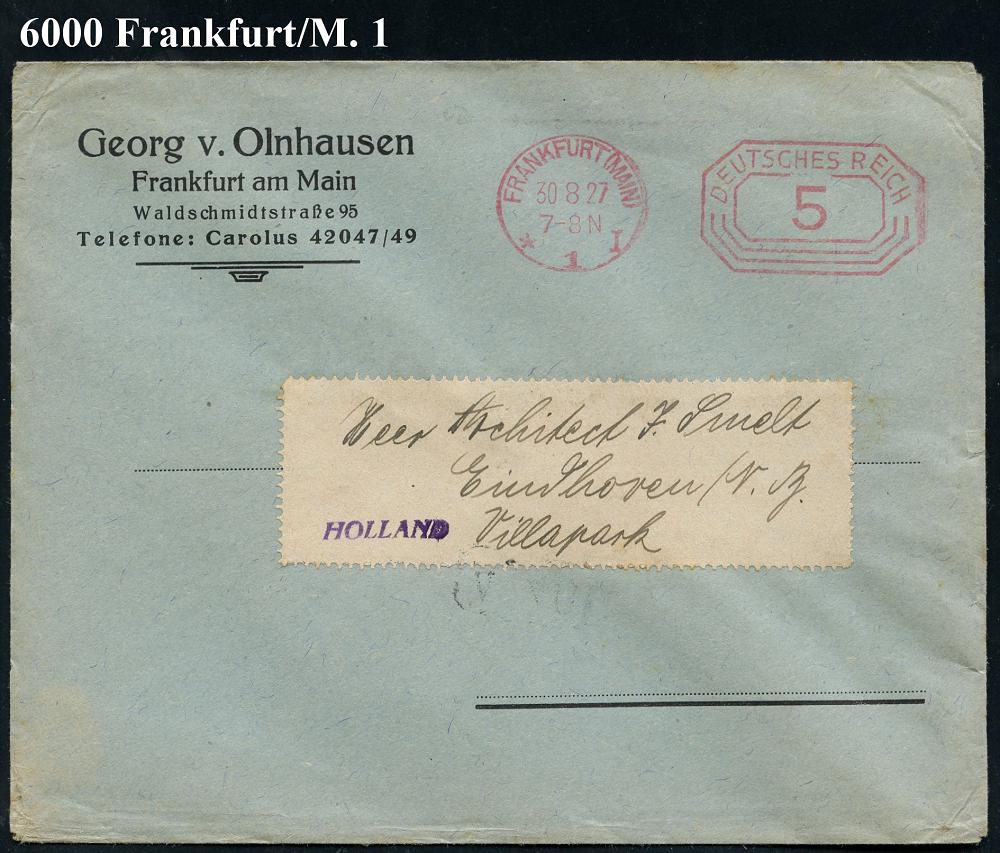 6000 Frankfurt/M. 1
Georg v. Olnhausen
Frankfurt am Main
Waldschmidtstraße 95
Telefone: Carolus 42047/49
FRANKFURT (MAIN)
30 8 27
7-8 N
* 1 I
DEUTSCHES REICH
5
Heer Architect J. Smelt
Eindhoven / N. B.
Villapark
HOLLAND